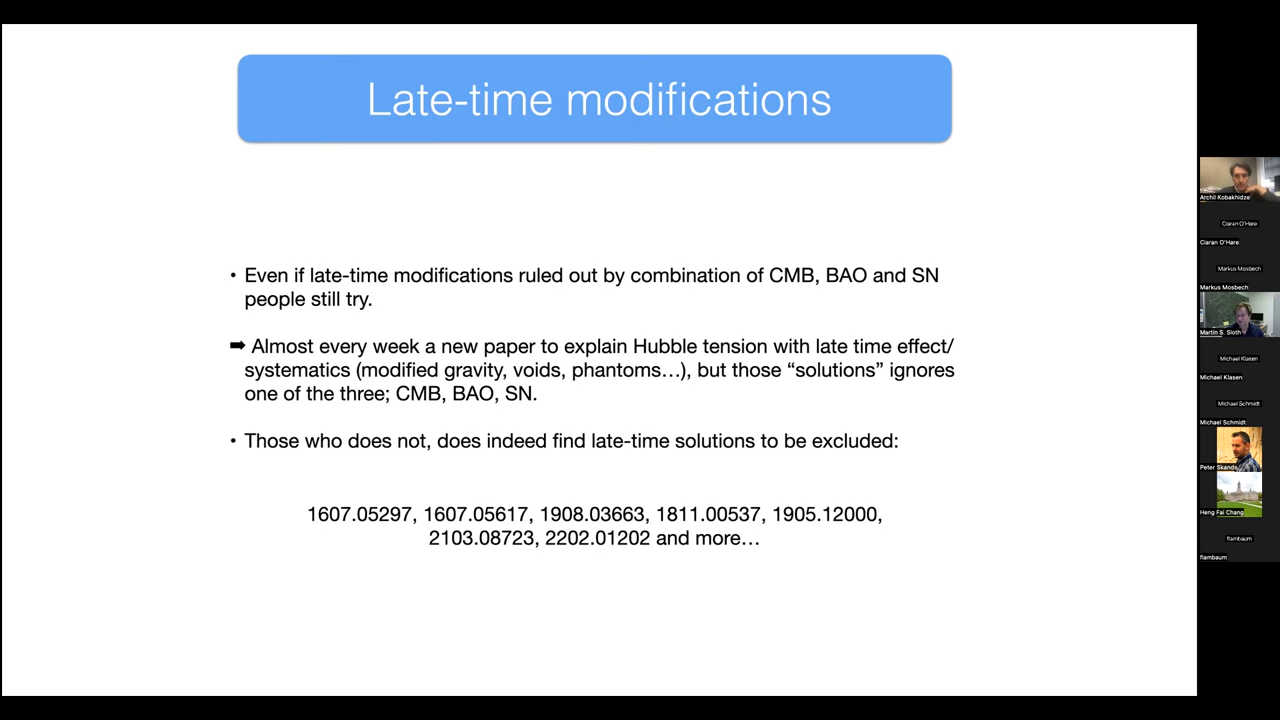 Late-time modifications
• Even if late-time modifications ruled out by combination of CMB, BAO and SN
people still try.
➡ Almost every week a new paper to explain Hubble tension with late time effect/
systematics (modified gravity, voids, phantoms…), but those “solutions” ignores
one of the three; CMB, BAO, SN.
• Those who does not, does indeed find late-time solutions to be excluded:
1607.05297, 1607.05617, 1908.03663, 1811.00537, 1905.12000,
2103.08723, 2202.01202 and more…
Archil Kobakhidze
Ciaran O'Hare
Ciaran O'Hare
Markus Mosbech
Markus Mosbech
Martin S. Sloth
Michael Klasen
Michael Klasen
Michael Schmidt
Michael Schmidt
Peter Skands
Heng Fai Chang
flambaum
flambaum